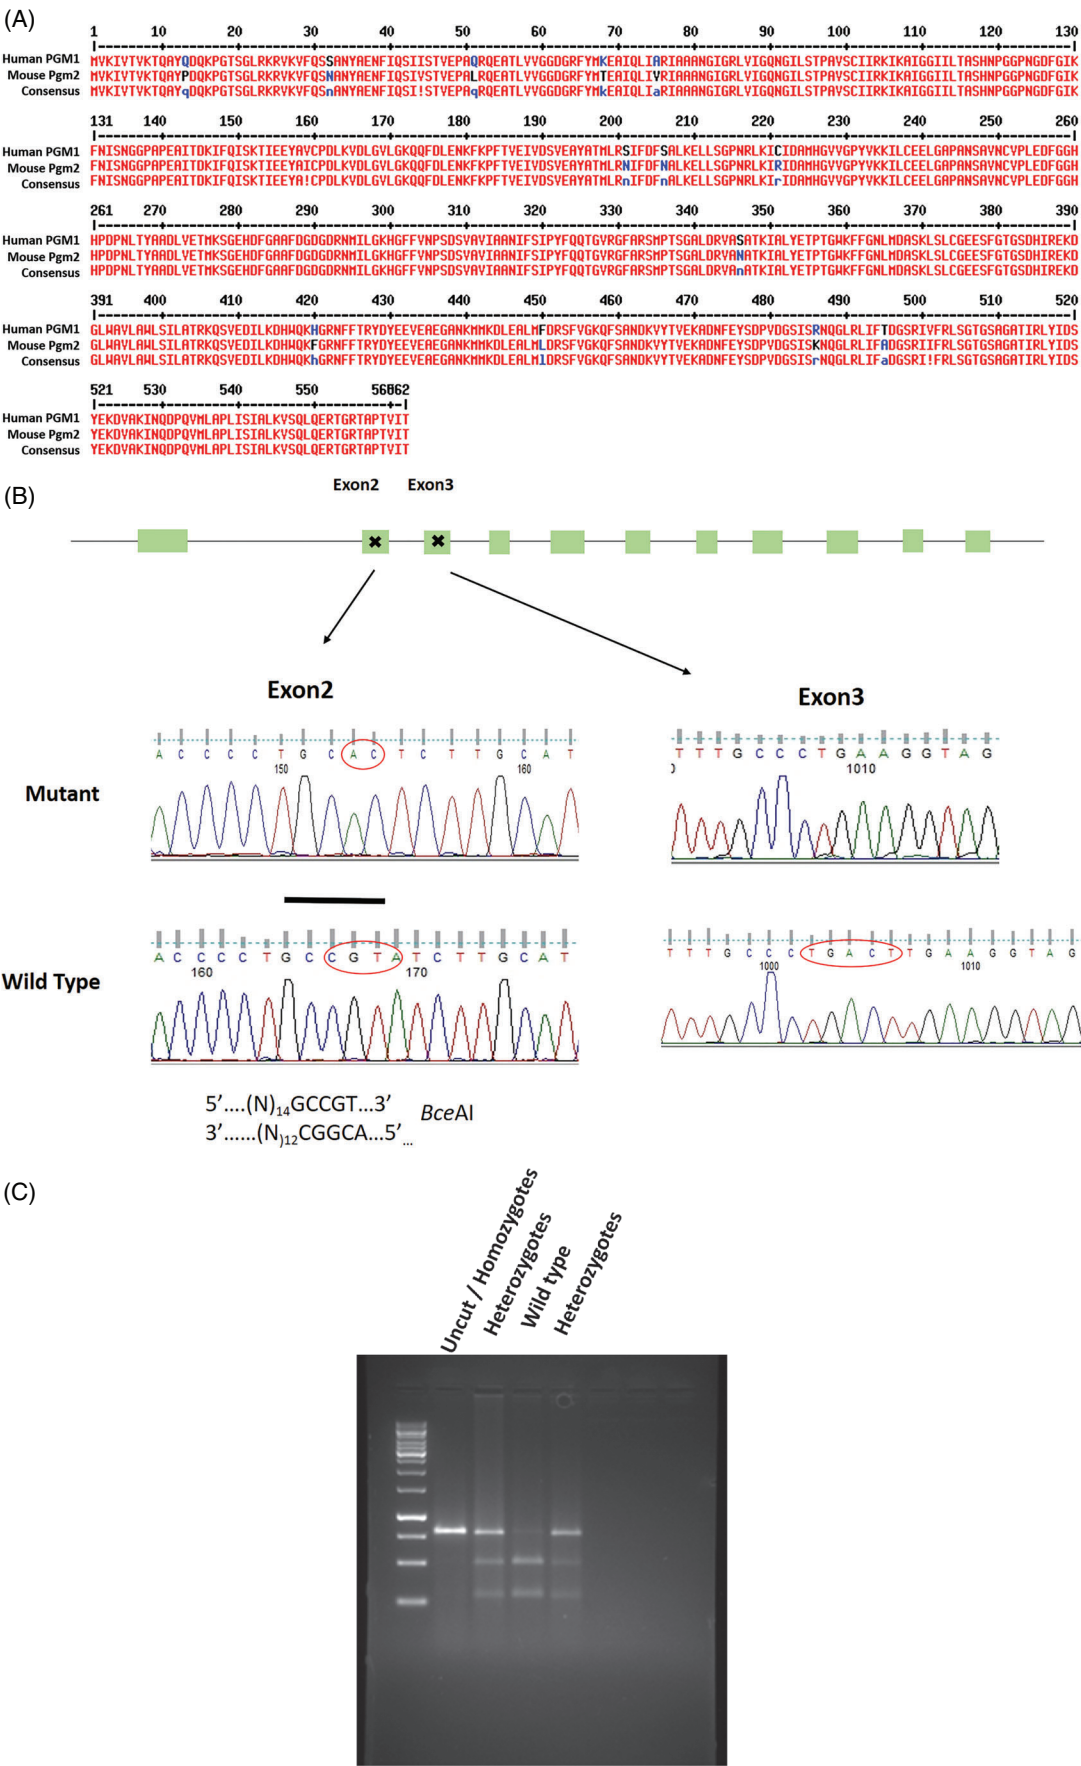 (A)
1 10 20 30 40 50 60 70 80 90 100 110 120 130
Human PGM1 MVKIVTVKTQAYQDQKPGTSGLRKRVKVFQSSANYAENFIQSIISTVEPAQRQEATLVVGGDGRFYMKEAIQLIARIAAANGIGRLVIGQNGILSTPAVSCIIRKIKAIGGIILTASHNPGGPNGDFGIK
Mouse Pgm2 MVKIVTVKTQAYPDQKPGTSGLRKRVKVFQSNANYAENFIQSIVSTVEPALRQEATLVVGGDGRFYMTEAIQLIVRIAAANGIGRLVIGQNGILSTPAVSCIIRKIKAIGGIILTASHNPGGPNGDFGIK
Consensus MVKIVTVKTQAYqDQKPGTSGLRKRVKVFQSnANYAENFIQSI!STVEPAqRQEATLVVGGDGRFYMkEAIQLIaRIAAANGIGRLVIGQNGILSTPAVSCIIRKIKAIGGIILTASHNPGGPNGDFGIK
131 140 150 160 170 180 190 200 210 220 230 240 250 260
Human PGM1 FNISNGGPAPEAITDKIFQISKTIEEYAVCPDLKVDLGVLGKQQFDLENKFKPFTVEIVDSVEAYATMLRSIFDFSALKELLSGPNRLKICIDAMHGVVGPYVKKILCEELGAPANSAVNCVPLEDFGGH
Mouse Pgm2 FNISNGGPAPEAITDKIFQISKTIEEYAICPDLKVDLGVLGKQQFDLENKFKPFTVEIVDSVEAYATMLRNIFDFNALKELLSGPNRLKIRIDAMHGVVGPYVKKILCEELGAPANSAVNCVPLEDFGGH
Consensus FNISNGGPAPEAITDKIFQISKTIEEYA!CPDLKVDLGVLGKQQFDLENKFKPFTVEIVDSVEAYATMLRnIFDFnALKELLSGPNRLKIrIDAMHGVVGPYVKKILCEELGAPANSAVNCVPLEDFGGH
261 270 280 290 300 310 320 330 340 350 360 370 380 390
Human PGM1 HPDPNLTYAADLVETMKSGEHDFGAAFDGDGDRNMILGKHGFFVNPSDSVAVIAANIFSIPYFQQTGVRGFARSMPTSGALDRVASATKIALYETPTGWKFFGNLMDASKLSLCGEESFGTGSDHIREKD
Mouse Pgm2 HPDPNLTYAADLVETMKSGEHDFGAAFDGDGDRNMILGKHGFFVNPSDSVAVIAANIFSIPYFQQTGVRGFARSMPTSGALDRVANATKIALYETPTGWKFFGNLMDASKLSLCGEESFGTGSDHIREKD
Consensus HPDPNLTYAADLVETMKSGEHDFGAAFDGDGDRNMILGKHGFFVNPSDSVAVIAANIFSIPYFQQTGVRGFARSMPTSGALDRVAnATKIALYETPTGWKFFGNLMDASKLSLCGEESFGTGSDHIREKD
391 400 410 420 430 440 450 460 470 480 490 500 510 520
Human PGM1 GLWAVLAWLSILATRKQSVEDILKDHWQKHGRNFFTRYDYEEVEAEGANKMMKDLEALMFDRSFVGKQFSANDKVYTVEKADNFEYSDPVDGSISRNQGLRLIFTDGSRIVFRLSGTGSAGATIRLYIDS
Mouse Pgm2 GLWAVLAWLSILATRKQSVEDILKDHWQKFGRNFFTRYDYEEVEAEGANKMMKDLEALMLDRSFVGKQFSANDKVYTVEKADNFEYSDPVDGSISKNQGLRLIFADGSRIIFRLSGTGSAGATIRLYIDS
Consensus GLWAVLAWLSILATRKQSVEDILKDHWQKhGRNFFTRYDYEEVEAEGANKMMKDLEALMlDRSFVGKQFSANDKVYTVEKADNFEYSDPVDGSISrNQGLRLIFaDGSRI!FRLSGTGSAGATIRLYIDS
521 530 540 550 560562
Human PGM1 YEKDVAKINQDPQVMLAPLISIALKVSQLQERTGRTAPTVIT
Mouse Pgm2 YEKDVAKINQDPQVMLAPLISIALKVSQLQERTGRTAPTVIT
Consensus YEKDVAKINQDPQVMLAPLISIALKVSQLQERTGRTAPTVIT
(B)
Exon2 Exon3
Exon2 Exon3
A C C C C T G C A C T C T T G C A T
150 160
T T T G C C C T G A A G G T A G
1010
Mutant
A C C C C T G C C G T A T C T T G C A T
160 170
T T T G C C C T G A C T T G A A G G T A G
1000 1010
Wild Type
5’....(N)14GCCGT...3’
BceAI
3’......(N)12CGGCA...5’...
(C)
Uncut / Homozygotes
Heterozygotes
Wild type
Heterozygotes